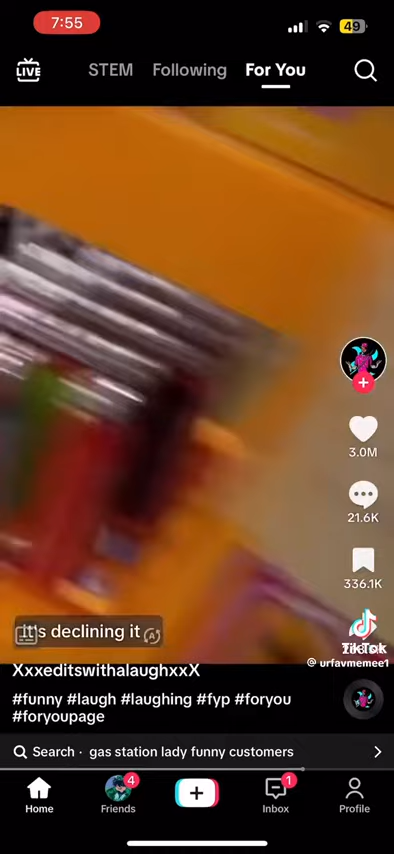 7:55
49
LIVE
STEM
Following
For You
3.0M
21.6K
336.1K
it's declining it
TikTok
@ urfavmemee1
XxxeditswithalaughxxX
#funny #laugh #laughing #fyp #foryou
#foryoupage
Search · gas station lady funny customers
4
1
Home
Friends
Inbox
Profile